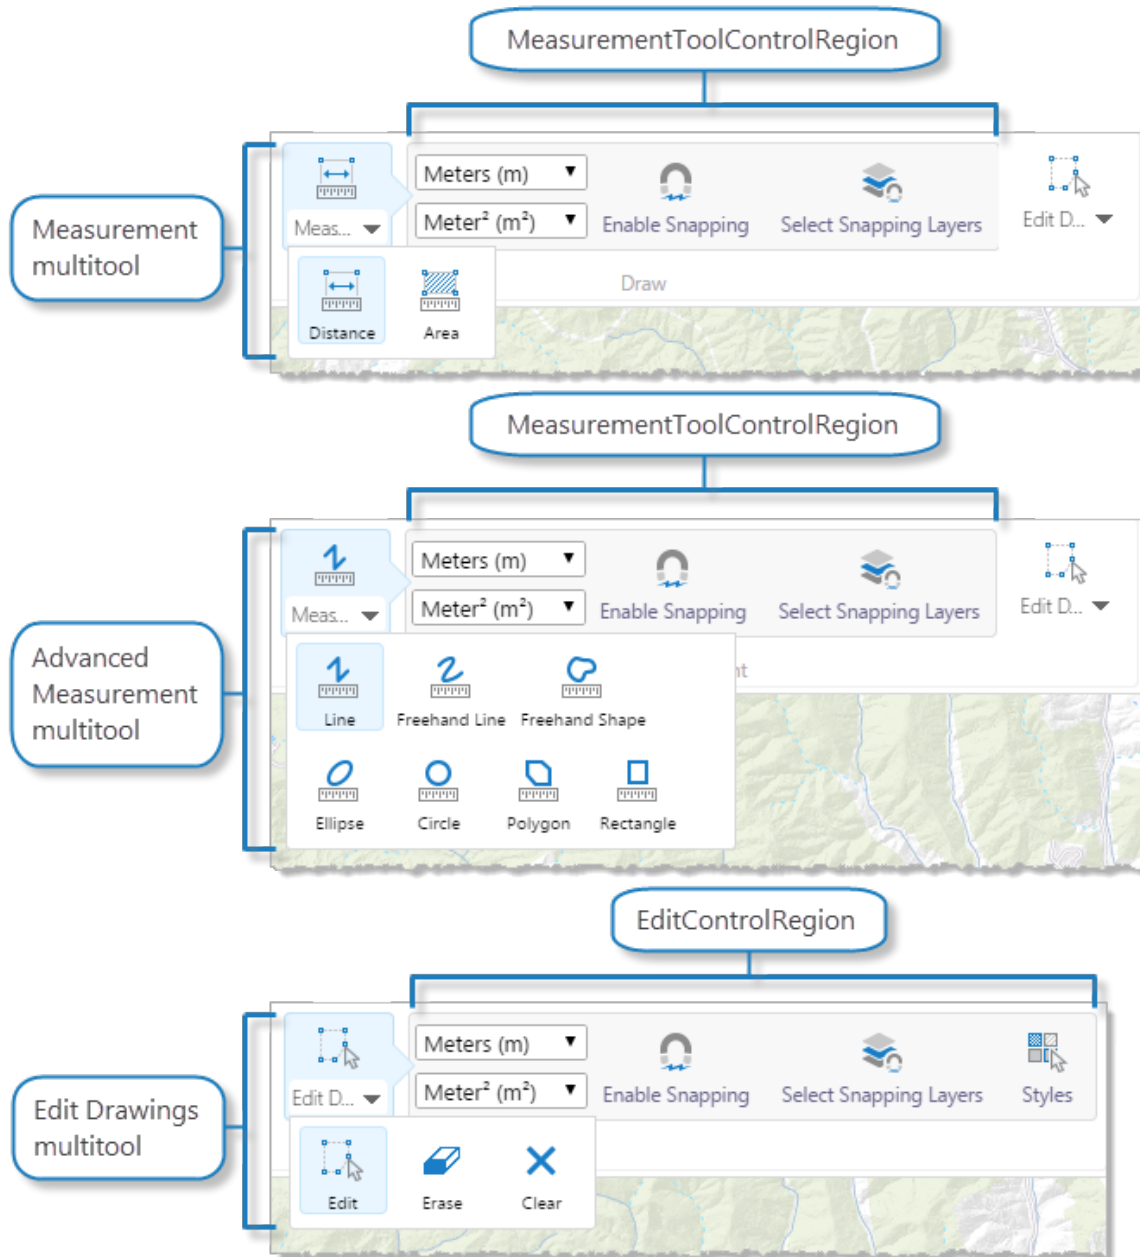 MeasurementToolControlRegion
Measurement
multitool
Meters (m)
Meter² (m²)
Enable Snapping
Select Snapping Layers
Meas...
Edit D...
Draw
Distance
Area
MeasurementToolControlRegion
Advanced
Measurement
multitool
Meters (m)
Meter² (m²)
Enable Snapping
Select Snapping Layers
Meas...
Edit D...
nt
Line
Freehand Line
Freehand Shape
Ellipse
Circle
Polygon
Rectangle
EditControlRegion
Edit Drawings
multitool
Meters (m)
Meter² (m²)
Enable Snapping
Select Snapping Layers
Styles
Edit D...
Edit
Erase
Clear